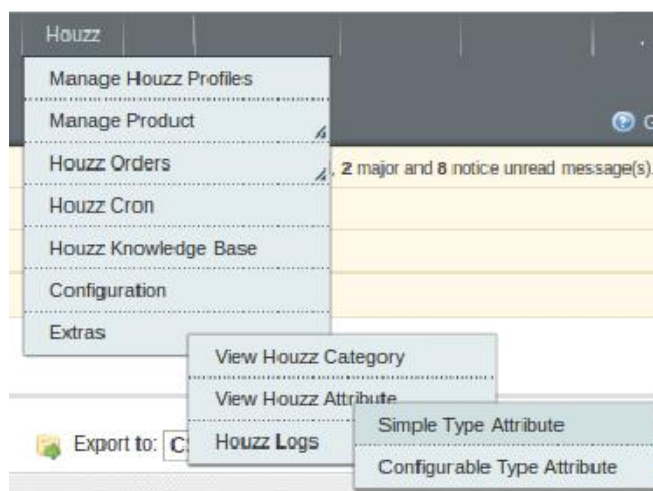 Houzz
Manage Houzz Profiles
Manage Product
Houzz Orders
2 major and 8 notice unread message(s).
Houzz Cron
Houzz Knowledge Base
Configuration
Extras
View Houzz Category
View Houzz Attribute
Simple Type Attribute
Export to:
Houzz Logs
Configurable Type Attribute